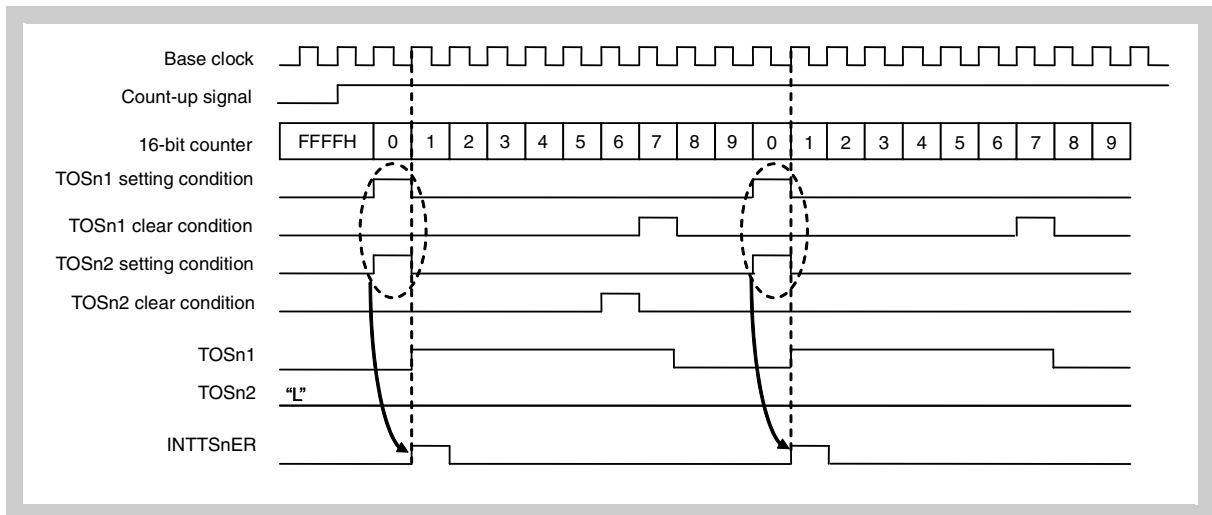 Base clock
Count-up signal
16-bit counter FFFFH 0 1 2 3 4 5 6 7 8 9 0 1 2 3 4 5 6 7 8 9
TOSn1 setting condition
TOSn1 clear condition
TOSn2 setting condition
TOSn2 clear condition
TOSn1
TOSn2 “L”
INTTSnER